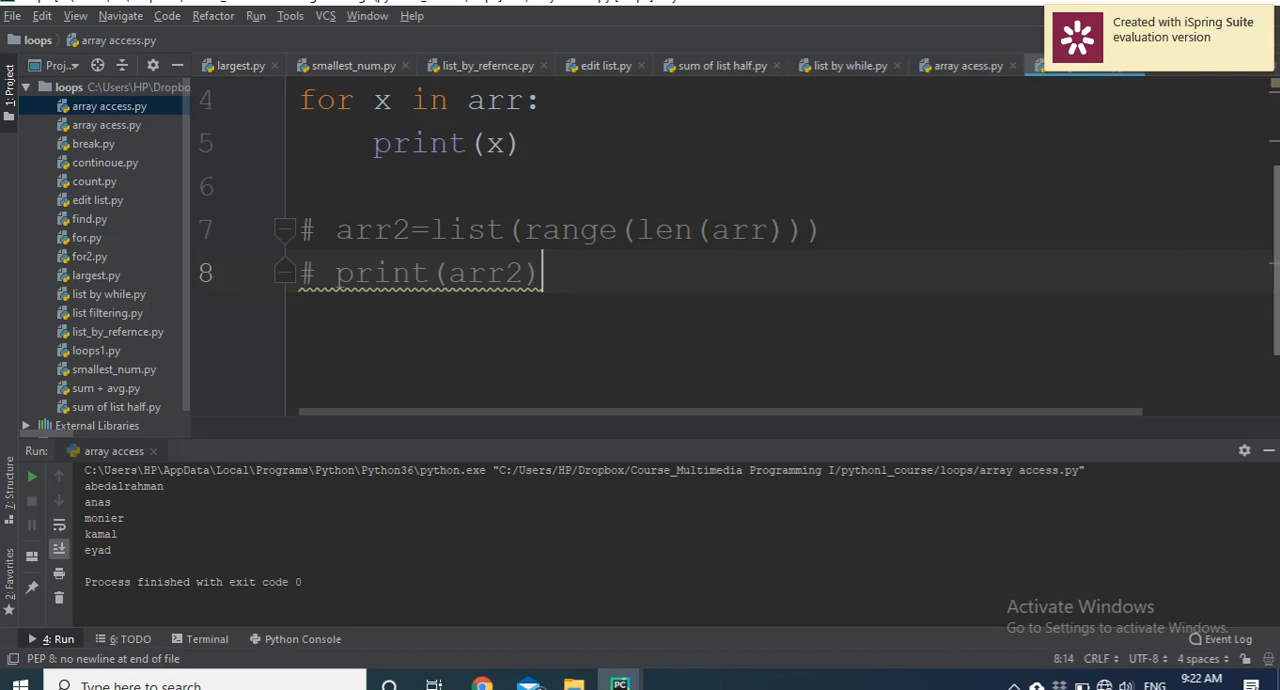 File Edit View Navigate Code Refactor Run Tools VCS Window Help
Created with iSpring Suite
evaluation version
loops array access.py
1: Project
Proj..
largest.py smallest_num.py list_by_refernce.py edit list.py sum of list half.py list by while.py array acess.py
loops C:\Users\HP\Dropbo
array access.py
array acess.py
break.py
continoue.py
count.py
edit list.py
find.py
for.py
for2.py
largest.py
list by while.py
list filtering.py
list_by_refernce.py
loops1.py
smallest_num.py
sum + avg.py
sum of list half.py
External Libraries
4 for x in arr:
5 print(x)
6
7 # arr2=list(range(len(arr)))
8 # print(arr2)
Run: array access
C:\Users\HP\AppData\Local\Programs\Python\Python36\python.exe "C:/Users/HP/Dropbox/Course_Multimedia Programming I/python1_course/loops/array access.py"
abedalrahman
anas
monier
kamal
eyad
Process finished with exit code 0
7: Structure
2: Favorites
Activate Windows
Go to Settings to activate Windows.
4: Run 6: TODO Terminal Python Console Event Log
PEP 8: no newline at end of file 8:14 CRLF UTF-8 4 spaces
Type here to search ENG 9:22 AM